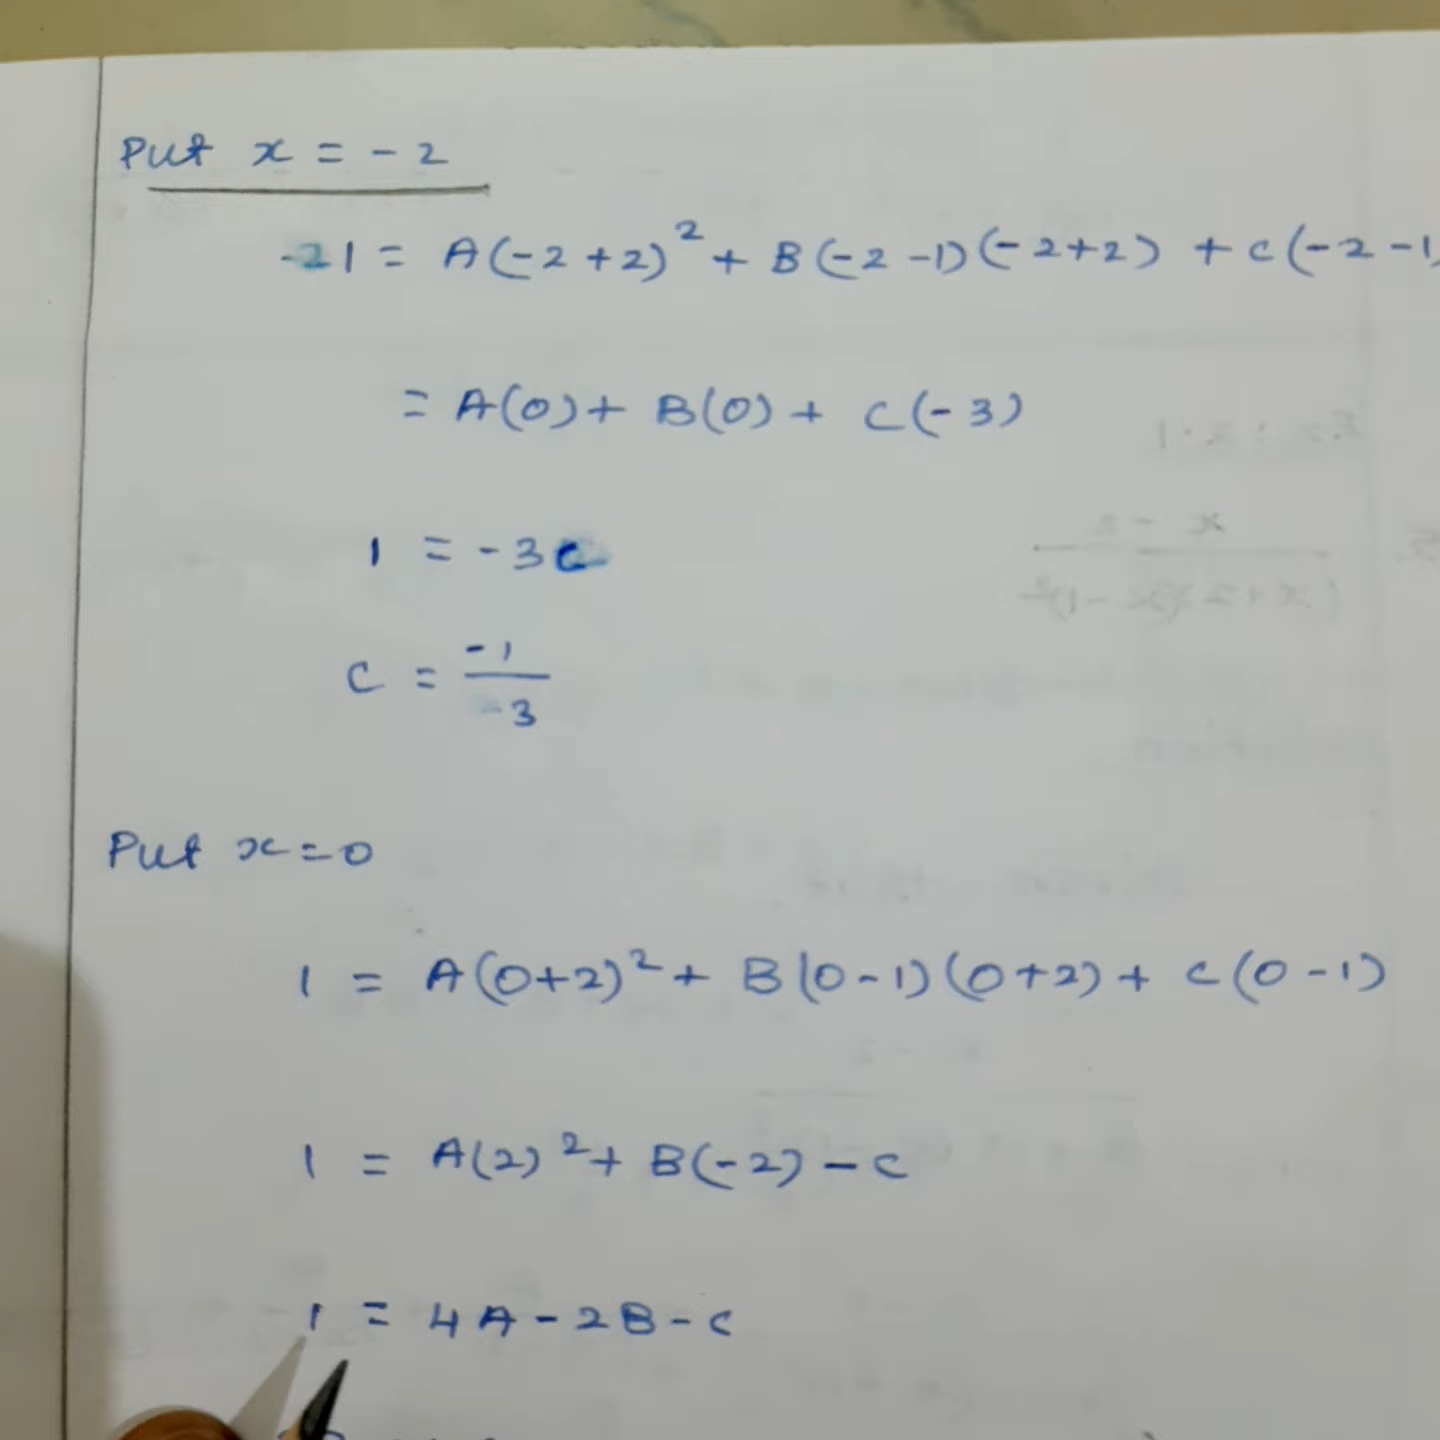 Put x = -2
-21 = A(-2+2)² + B(-2-1)(-2+2) + C(-2-1)
= A(0) + B(0) + C(-3)
1 = -3C
C = -1/-3
Put x=0
1 = A(0+2)² + B(0-1)(0+2) + C(0-1)
1 = A(2)² + B(-2) - C
1 = 4A - 2B - C